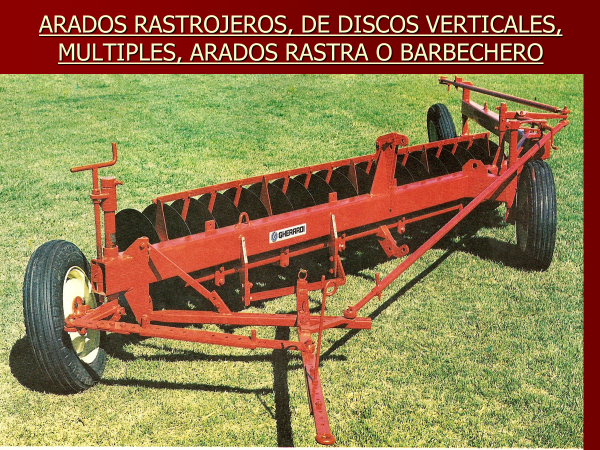 ARADOS RASTROJEROS, DE DISCOS VERTICALES,
MULTIPLES, ARADOS RASTRA O BARBECHERO
GHERARDI